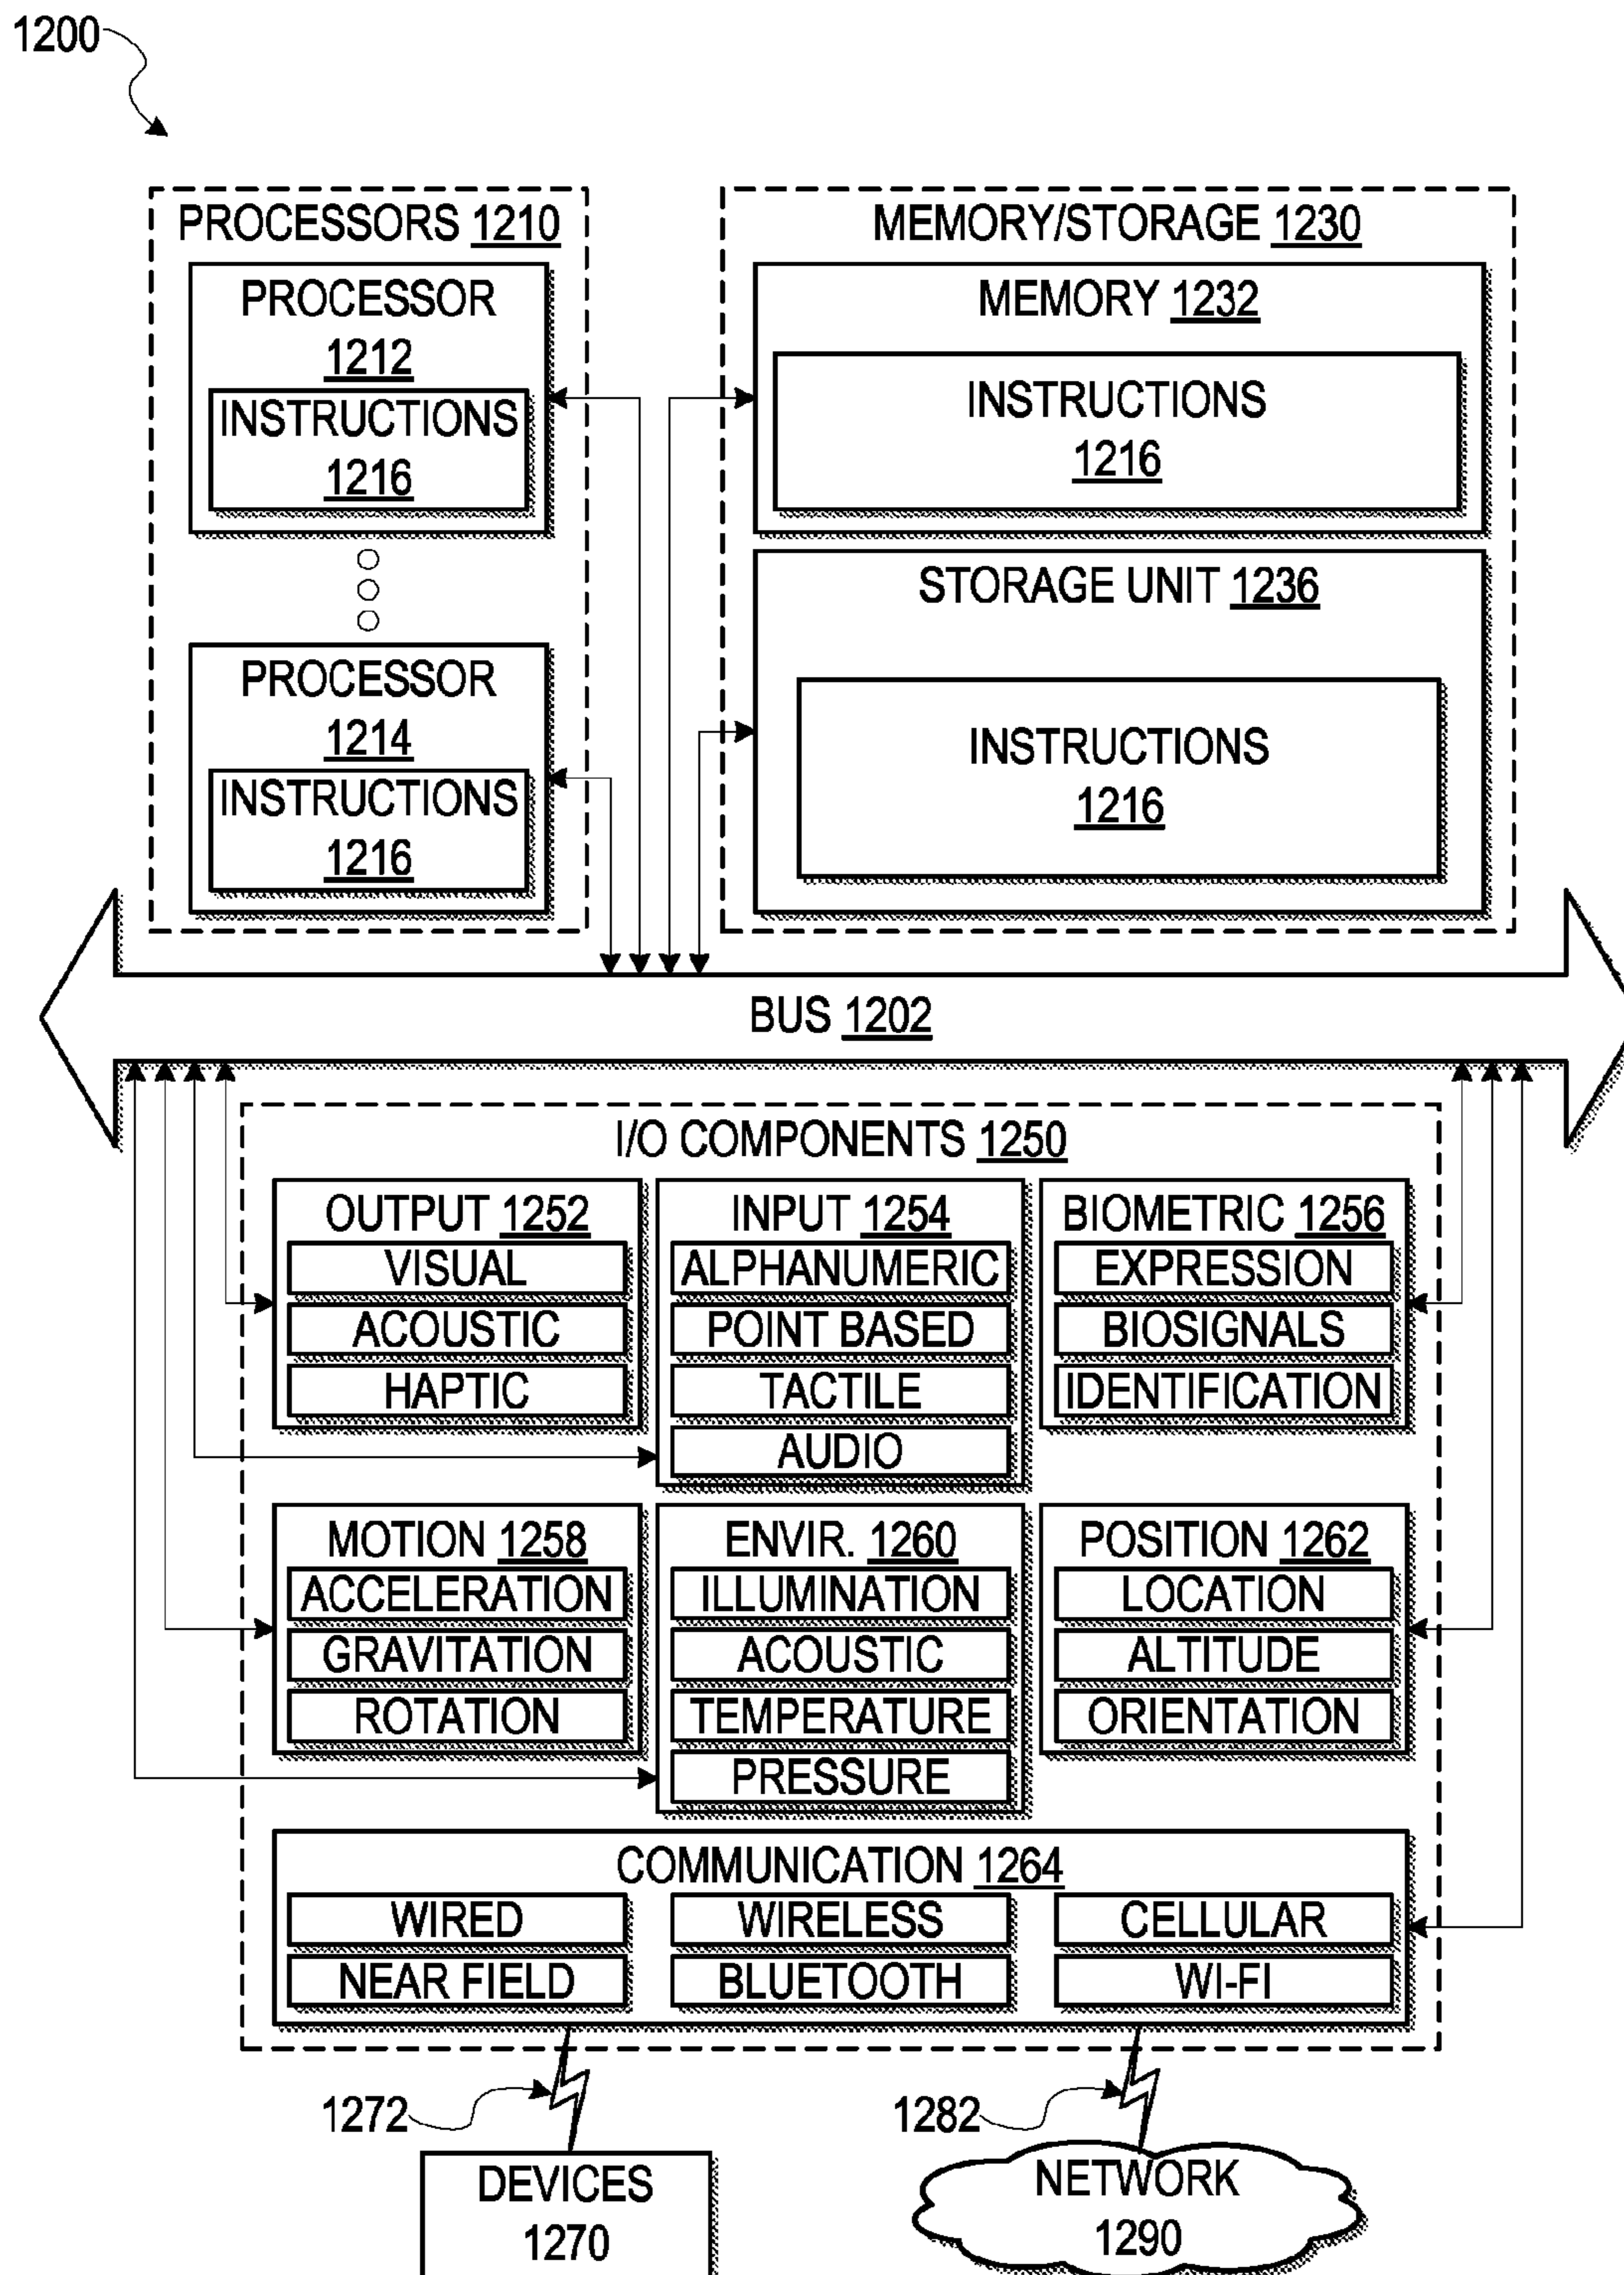 1200
PROCESSORS 1210
PROCESSOR
1212
INSTRUCTIONS
1216
PROCESSOR
1214
INSTRUCTIONS
1216
MEMORY/STORAGE 1230
MEMORY 1232
INSTRUCTIONS
1216
STORAGE UNIT 1236
INSTRUCTIONS
1216
BUS 1202
I/O COMPONENTS 1250
OUTPUT 1252
VISUAL
ACOUSTIC
HAPTIC
INPUT 1254
ALPHANUMERIC
POINT BASED
TACTILE
AUDIO
BIOMETRIC 1256
EXPRESSION
BIOSIGNALS
IDENTIFICATION
MOTION 1258
ACCELERATION
GRAVITATION
ROTATION
ENVIR. 1260
ILLUMINATION
ACOUSTIC
TEMPERATURE
PRESSURE
POSITION 1262
LOCATION
ALTITUDE
ORIENTATION
COMMUNICATION 1264
WIRED
WIRELESS
CELLULAR
NEAR FIELD
BLUETOOTH
WI-FI
1272
1282
DEVICES
1270
NETWORK
1290